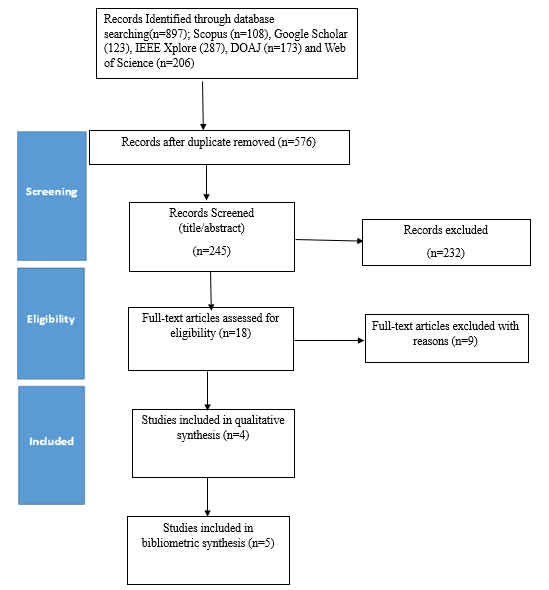 Records Identified through database
searching(n=897); Scopus (n=108), Google Scholar
(123), IEEE Xplore (287), DOAJ (n=173) and Web
of Science (n=206)
Records after duplicate removed (n=576)
Screening
Records Screened
(title/abstract)
(n=245)
Records excluded
(n=232)
Eligibility
Full-text articles assessed for
eligibility (n=18)
Full-text articles excluded with
reasons (n=9)
Included
Studies included in qualitative
synthesis (n=4)
Studies included in
bibliometric synthesis (n=5)